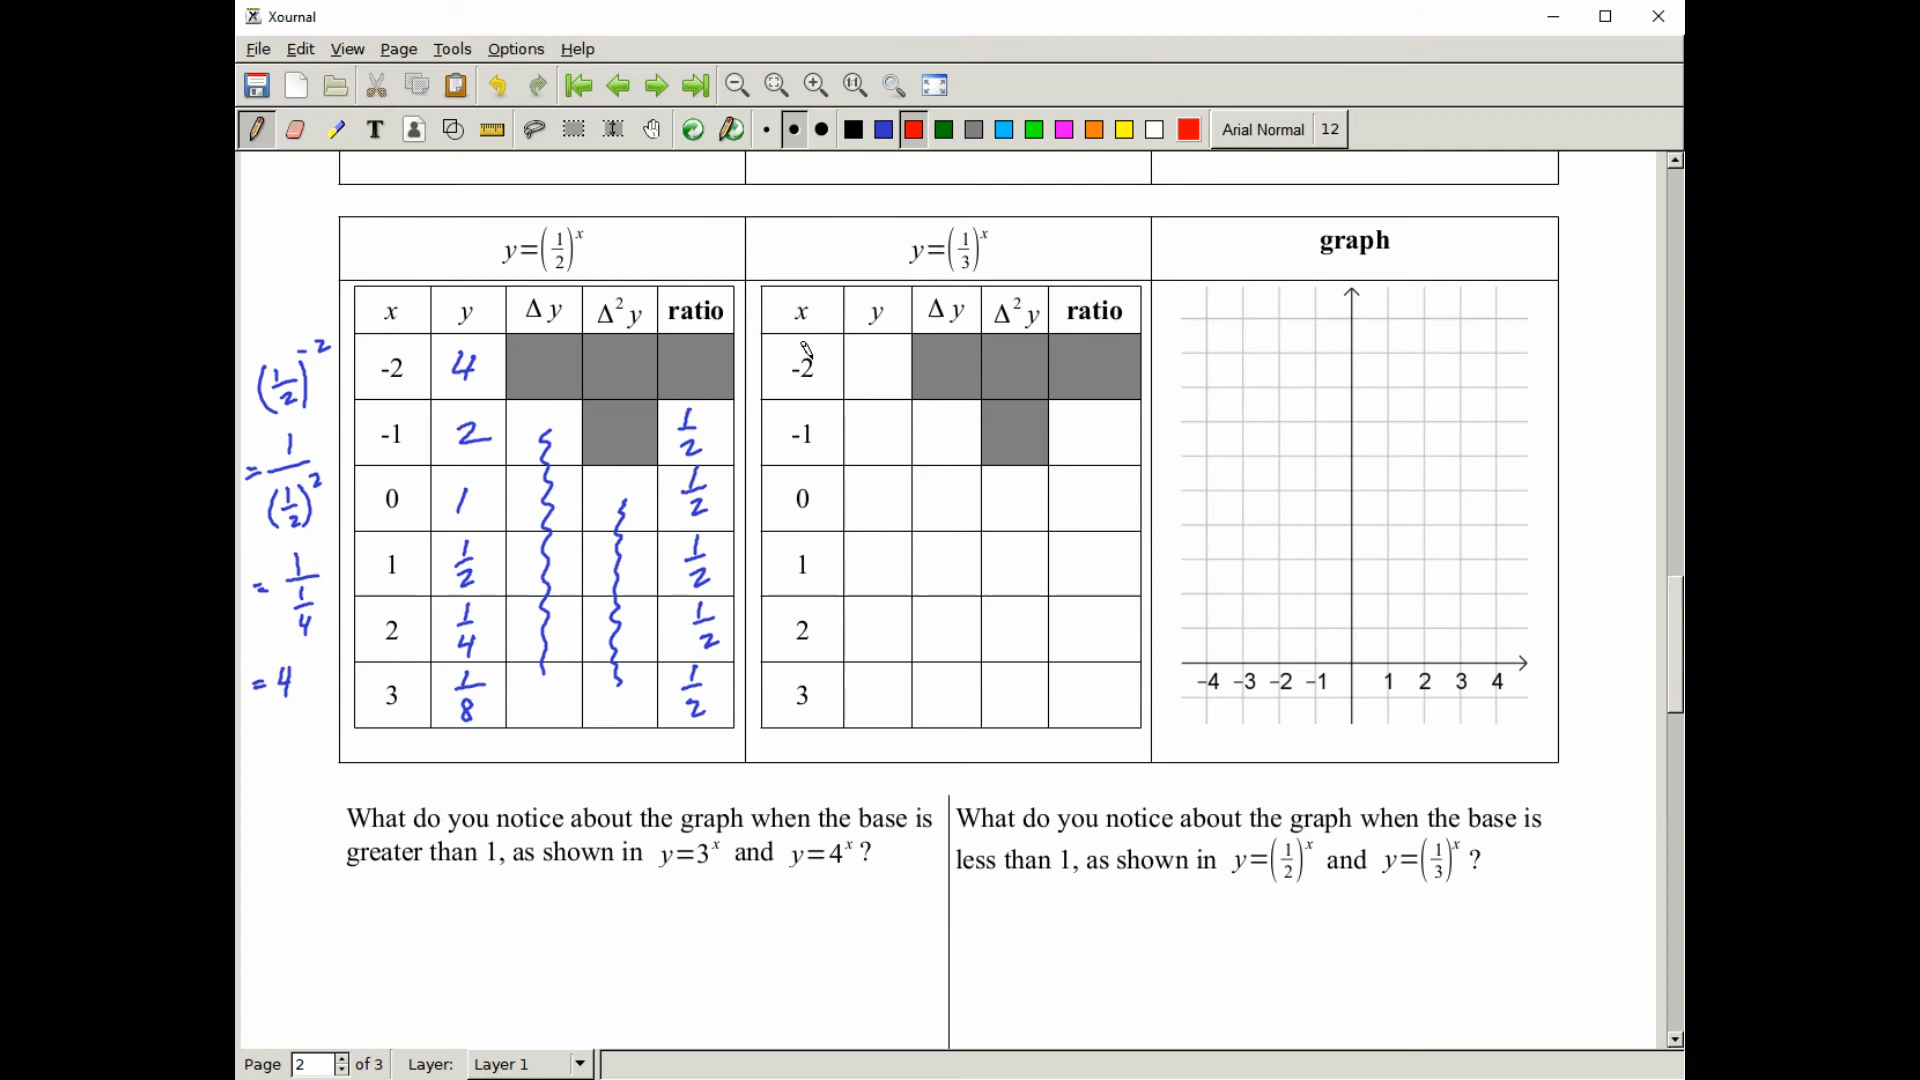 Xournal
File Edit View Page Tools Options Help
Arial Normal 12
y=(1/2)^x
y=(1/3)^x
graph
x y Δy Δ²y ratio
-2 4
-1 2 1/2
0 1 1/2
1 1/2 1/2
2 1/4 1/2
3 1/8 1/2
(1/2)^-2
= 1/(1/2)^2
= 1/(1/4)
= 4
x y Δy Δ²y ratio
-2
-1
0
1
2
3
-4 -3 -2 -1 1 2 3 4
What do you notice about the graph when the base is
greater than 1, as shown in y=3^x and y=4^x?
What do you notice about the graph when the base is
less than 1, as shown in y=(1/2)^x and y=(1/3)^x?
Page 2 of 3 Layer: Layer 1